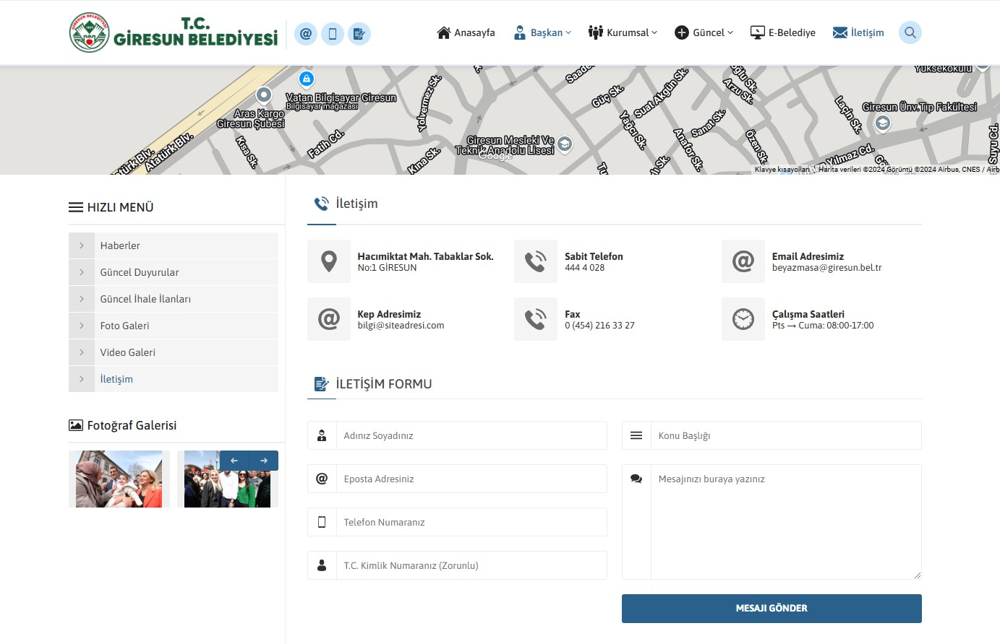 T.C.
GİRESUN BELEDİYESİ
Anasayfa
Başkan
Kurumsal
Güncel
E-Belediye
İletişim
Vatan Bilgisayar Giresun
Bilgisayar mağazası
Aras Kargo
Giresun Şubesi
Atatürk Blv.
Kısa Sk.
Fatih Cd.
Yolvermez Sk.
Kına Sk.
Giresun Mesleki Ve
Teknik Anadolu Lisesi
Google
Güç Sk.
Suat Akgün Sk.
Yağcı Sk.
Anafor Sk.
Sanat Sk.
Arzu Sk.
Özen Sk.
Laçin Sk.
Yüksekokulu
Giresun Ünv.Tıp Fakültesi
Yılmaz Cd.
Suyu Cd.
Klavye kısayolları
Harita verileri ©2024 Görüntü ©2024 Airbus, CNES / Airb
HIZLI MENÜ
Haberler
Güncel Duyurular
Güncel İhale İlanları
Foto Galeri
Video Galeri
İletişim
Fotoğraf Galerisi
İletişim
Hacımiktat Mah. Tabaklar Sok.
No:1 GİRESUN
Sabit Telefon
444 4 028
Email Adresimiz
beyazmasa@giresun.bel.tr
Kep Adresimiz
bilgi@siteadresi.com
Fax
0 (454) 216 33 27
Çalışma Saatleri
Pts → Cuma: 08:00-17:00
İLETİŞİM FORMU
Adınız Soyadınız
Konu Başlığı
Eposta Adresiniz
Mesajınızı buraya yazınız
Telefon Numaranız
T.C. Kimlik Numaranız (Zorunlu)
MESAJI GÖNDER